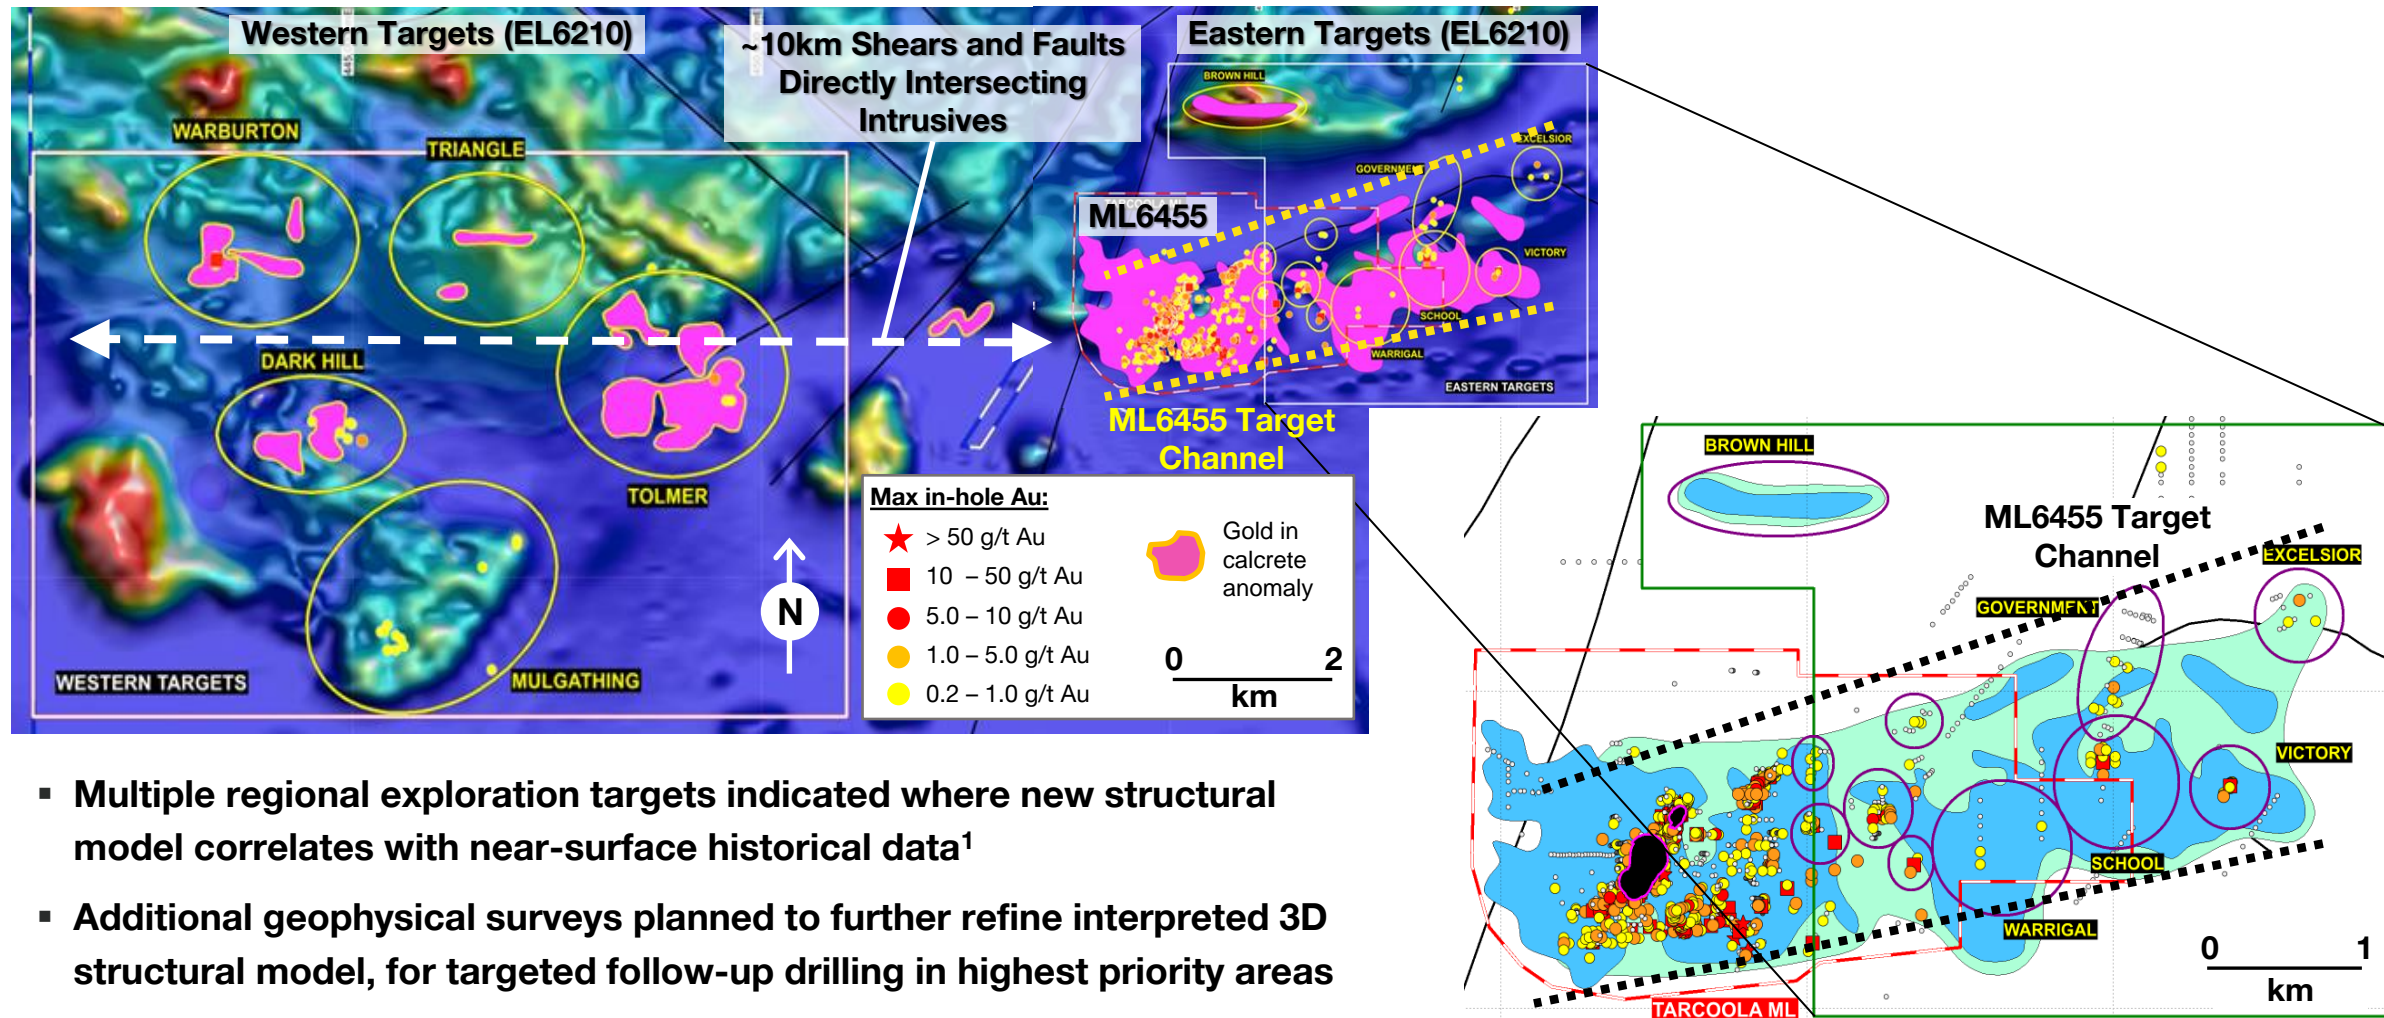 Western Targets (EL6210)
~10km Shears and Faults
Directly Intersecting
Intrusives
Eastern Targets (EL6210)
BROWN HILL
WARBURTON
TRIANGLE
EXCELSIOR
GOVERNMENT
TARCOOLA ML
ML6455
VICTORY
SCHOOL
WARRIGAL
EASTERN TARGETS
DARK HILL
TOLMER
ML6455 Target
Channel
MULGATHING
WESTERN TARGETS
N
Max in-hole Au:
> 50 g/t Au
10 – 50 g/t Au
5.0 – 10 g/t Au
1.0 – 5.0 g/t Au
0.2 – 1.0 g/t Au
Gold in
calcrete
anomaly
0 2
km
BROWN HILL
ML6455 Target
Channel
EXCELSIOR
GOVERNMENT
VICTORY
SCHOOL
WARRIGAL
0 1
km
TARCOOLA ML
▪ Multiple regional exploration targets indicated where new structural
model correlates with near-surface historical data¹
▪ Additional geophysical surveys planned to further refine interpreted 3D
structural model, for targeted follow-up drilling in highest priority areas